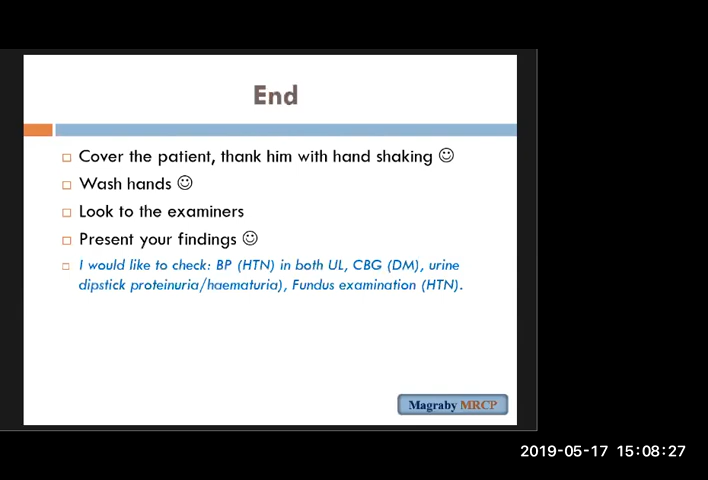 End
Cover the patient, thank him with hand shaking ☺
Wash hands ☺
Look to the examiners
Present your findings ☺
I would like to check: BP (HTN) in both UL, CBG (DM), urine
dipstick proteinuria/haematuria), Fundus examination (HTN).
Magraby MRCP
2019-05-17 15:08:27